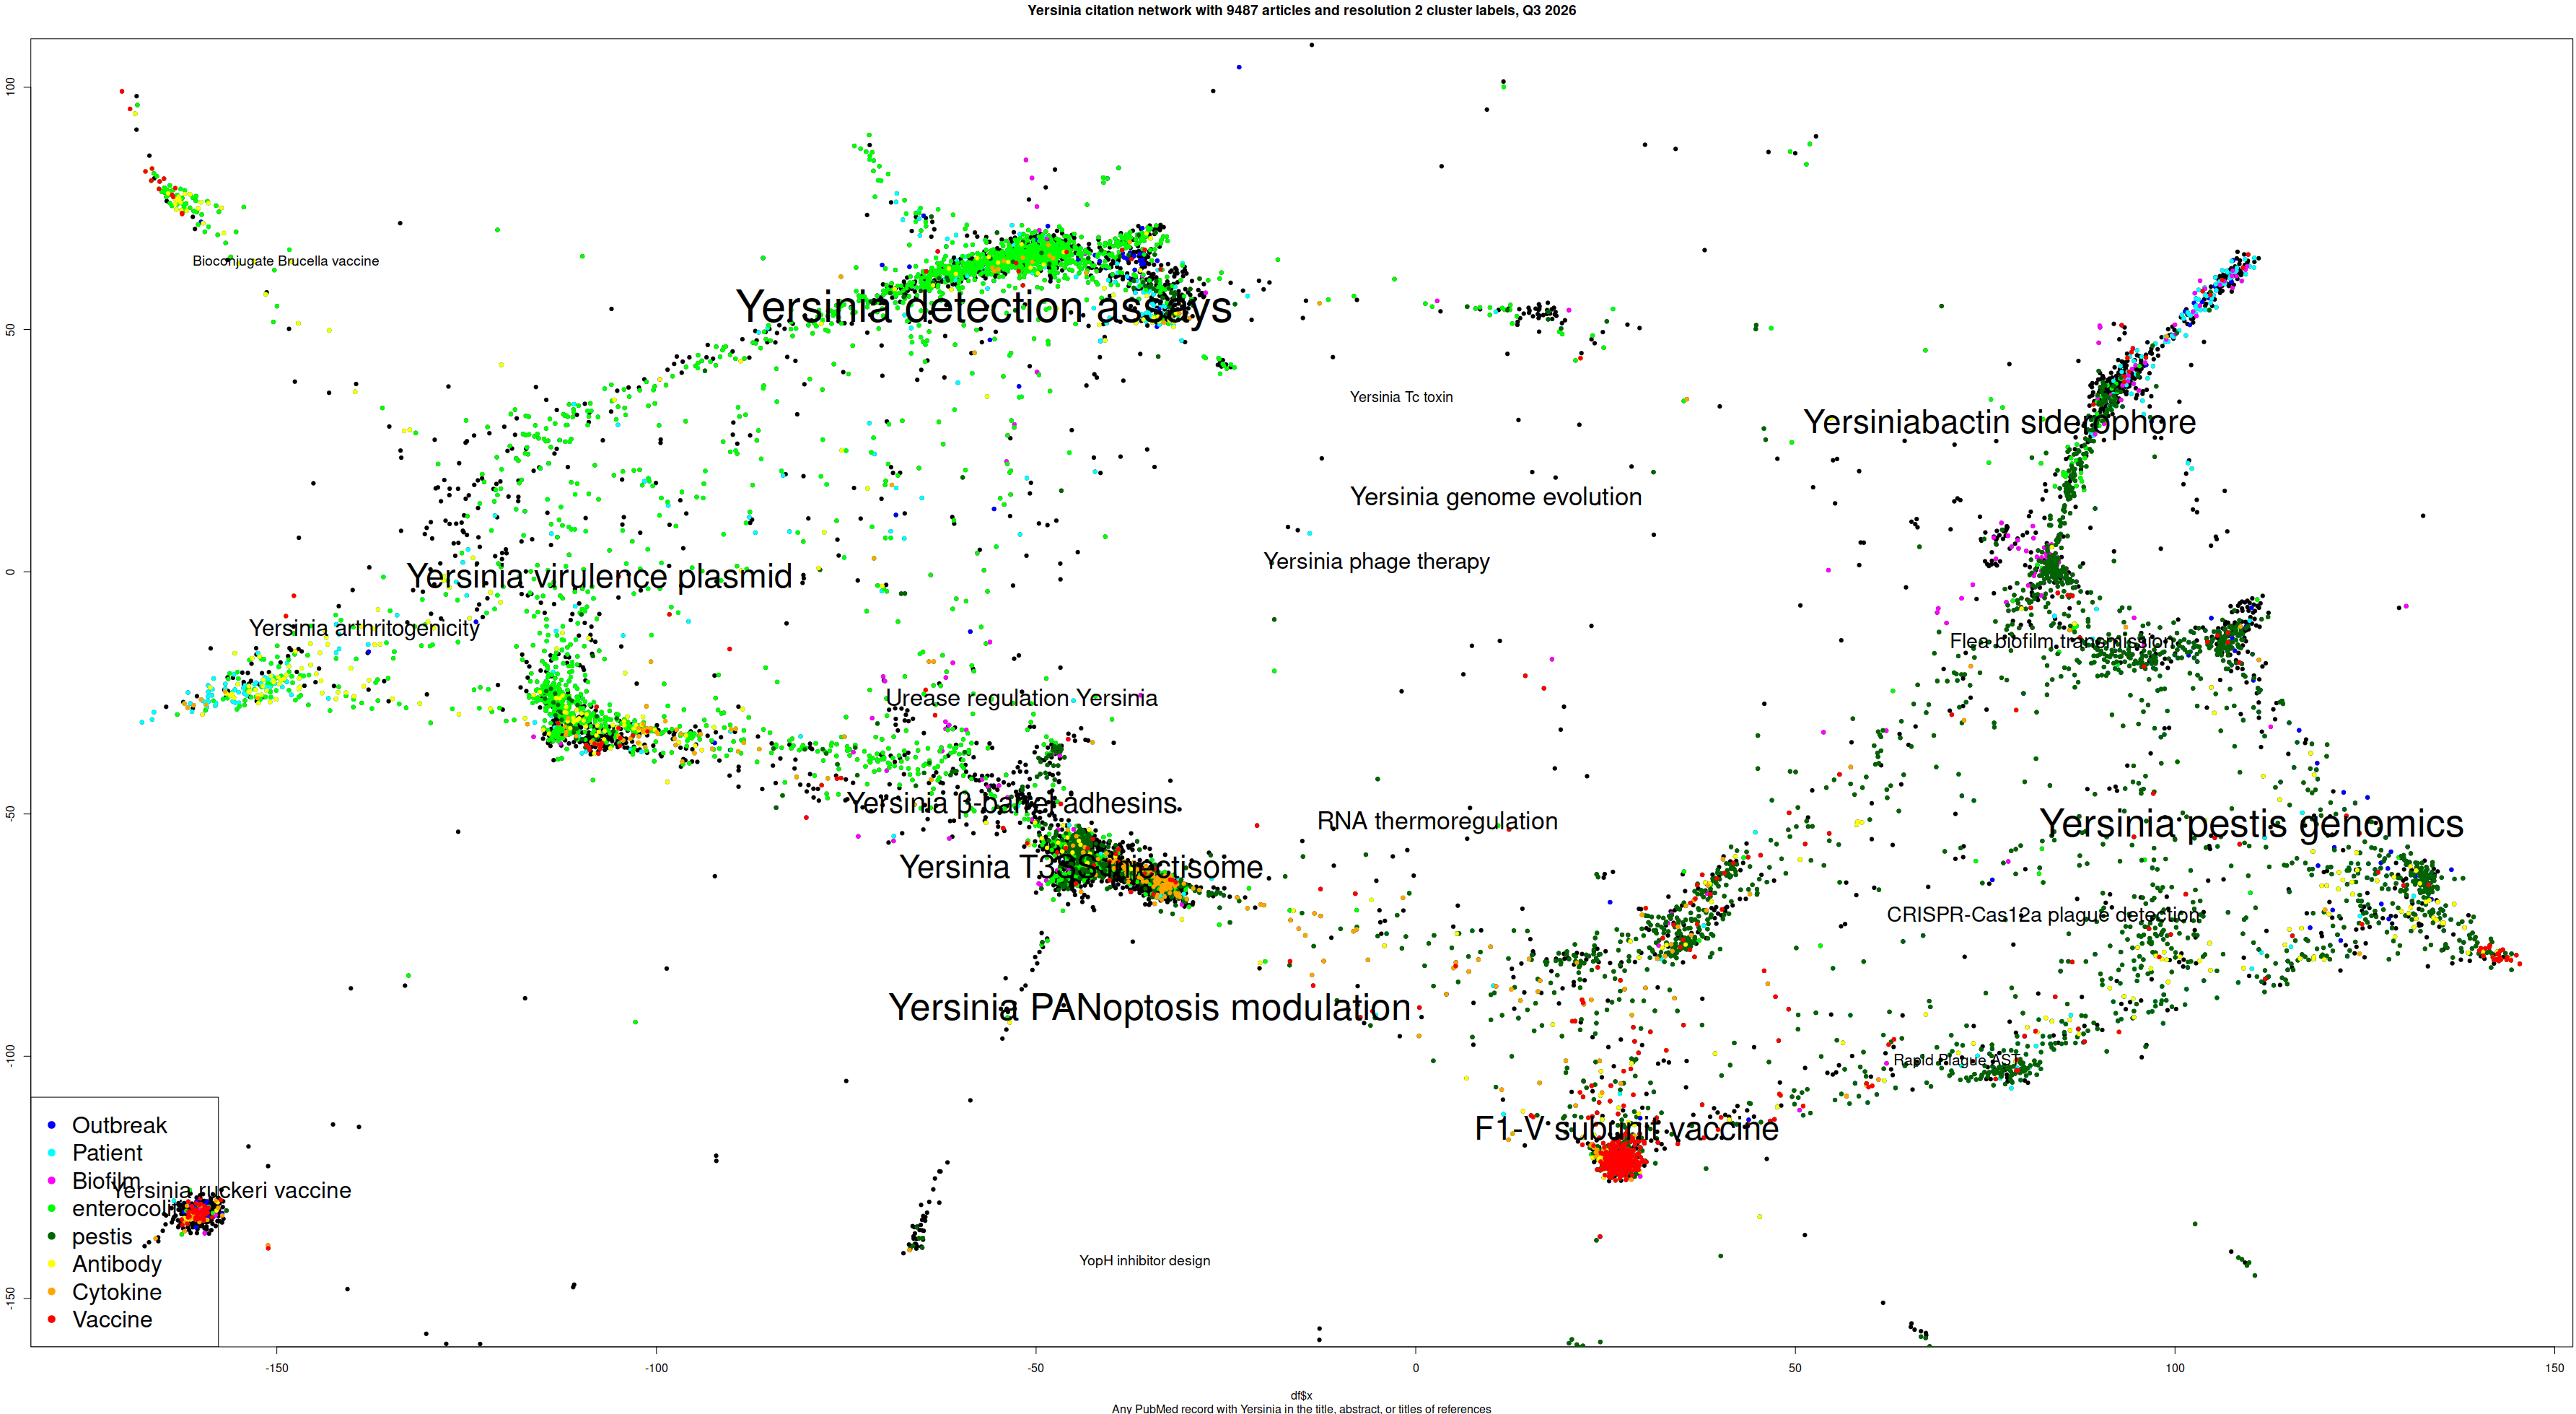 Yersinia citation network with 9487 articles and resolution 2 cluster labels, Q3 2026
100
50
0
-50
-100
-150
Bioconjugate Brucella vaccine
Yersinia detection assays
Yersinia Tc toxin
Yersiniabactin siderophore
Yersinia genome evolution
Yersinia phage therapy
Yersinia virulence plasmid
Yersinia arthritogenicity
Flea biofilm transmission
Urease regulation Yersinia
Yersinia β-barrel adhesins
RNA thermoregulation
Yersinia pestis genomics
Yersinia T3SS injectisome
CRISPR-Cas12a plague detection
Yersinia PANoptosis modulation
Rapid Plague AST
F1-V subunit vaccine
Yersinia ruckeri vaccine
YopH inhibitor design
Outbreak
Patient
Biofilm
enterocolitica
pestis
Antibody
Cytokine
Vaccine
-150 -100 -50 0 50 100 150
df$x
Any PubMed record with Yersinia in the title, abstract, or titles of references